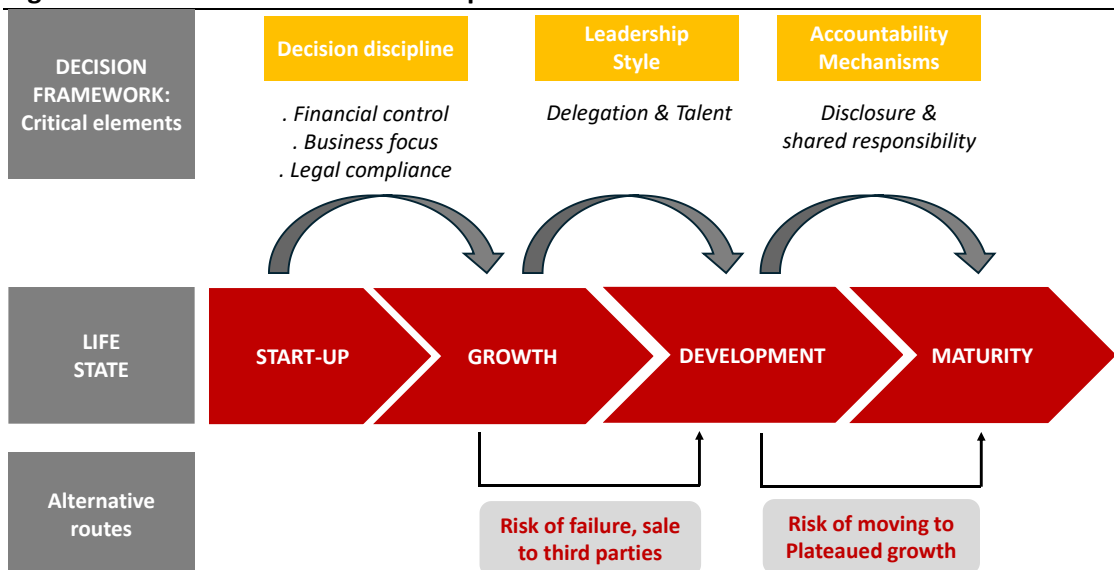 DECISION
FRAMEWORK:
Critical elements
Decision discipline
. Financial control
. Business focus
. Legal compliance
Leadership
Style
Delegation & Talent
Accountability
Mechanisms
Disclosure &
shared responsibility
LIFE
STATE
START-UP
GROWTH
DEVELOPMENT
MATURITY
Alternative
routes
Risk of failure, sale
to third parties
Risk of moving to
Plateaued growth